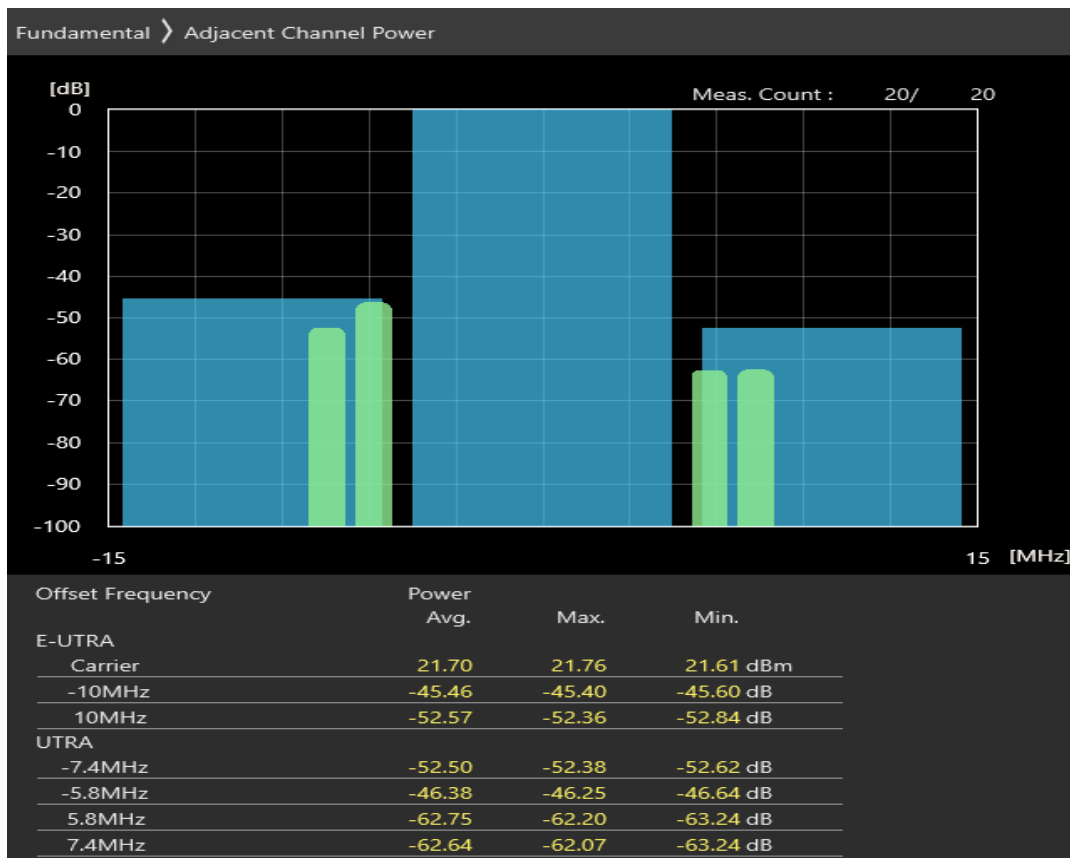 Fundamental 〉 Adjacent Channel Power
[dB]
Meas. Count : 20/ 20
0
-10
-20
-30
-40
-50
-60
-70
-80
-90
-100
-15 15 [MHz]
Offset Frequency Power
Avg. Max. Min.
E-UTRA
Carrier 21.70 21.76 21.61 dBm
-10MHz -45.46 -45.40 -45.60 dB
10MHz -52.57 -52.36 -52.84 dB
UTRA
-7.4MHz -52.50 -52.38 -52.62 dB
-5.8MHz -46.38 -46.25 -46.64 dB
5.8MHz -62.75 -62.20 -63.24 dB
7.4MHz -62.64 -62.07 -63.24 dB